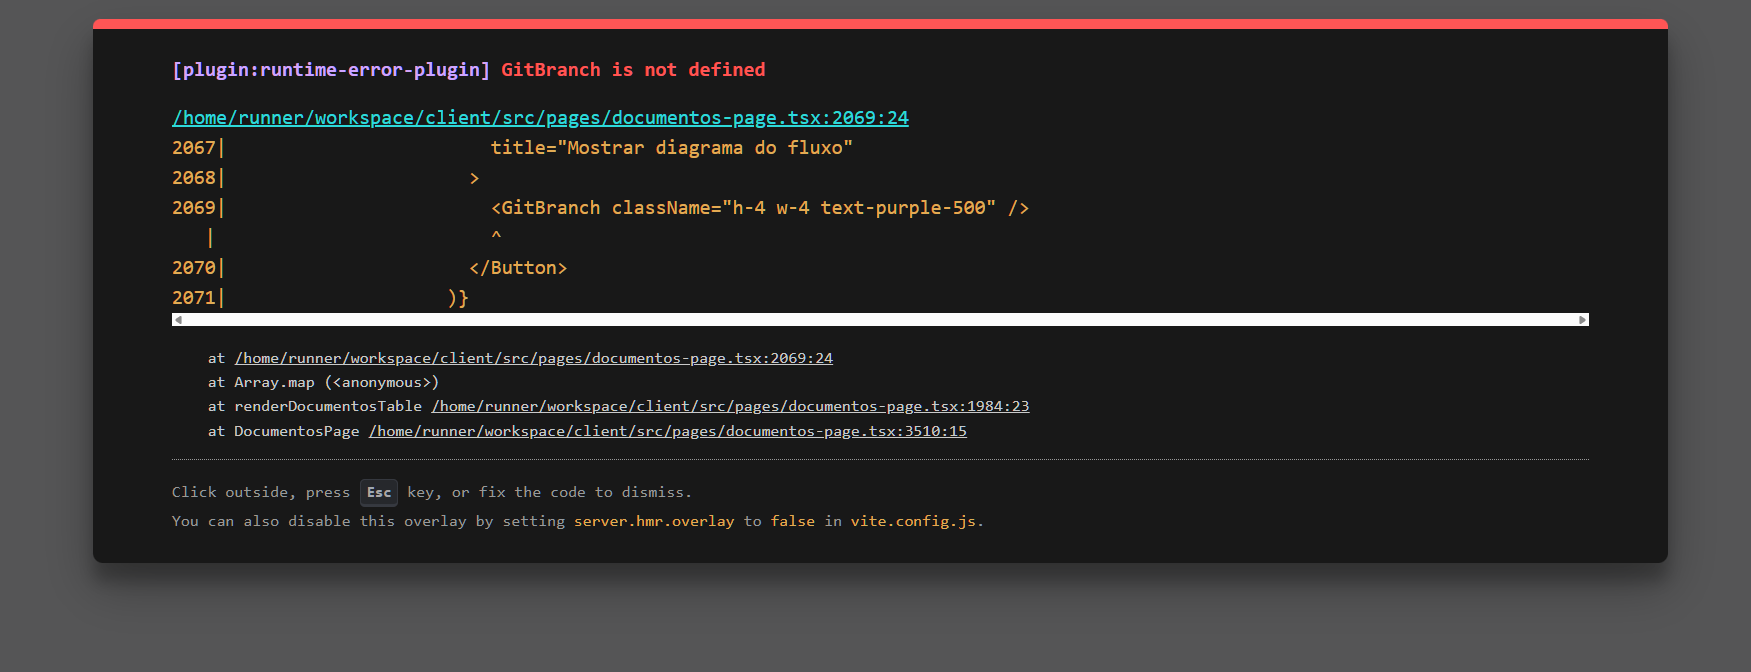 [plugin:runtime-error-plugin] GitBranch is not defined
/home/runner/workspace/client/src/pages/documentos-page.tsx:2069:24
2067|                        title="Mostrar diagrama do fluxo"
2068|                      >
2069|                        <GitBranch className="h-4 w-4 text-purple-500" />
   |                         ^
2070|                      </Button>
2071|                    )}
at /home/runner/workspace/client/src/pages/documentos-page.tsx:2069:24
at Array.map (<anonymous>)
at renderDocumentosTable /home/runner/workspace/client/src/pages/documentos-page.tsx:1984:23
at DocumentosPage /home/runner/workspace/client/src/pages/documentos-page.tsx:3510:15
Click outside, press Esc key, or fix the code to dismiss.
You can also disable this overlay by setting server.hmr.overlay to false in vite.config.js.